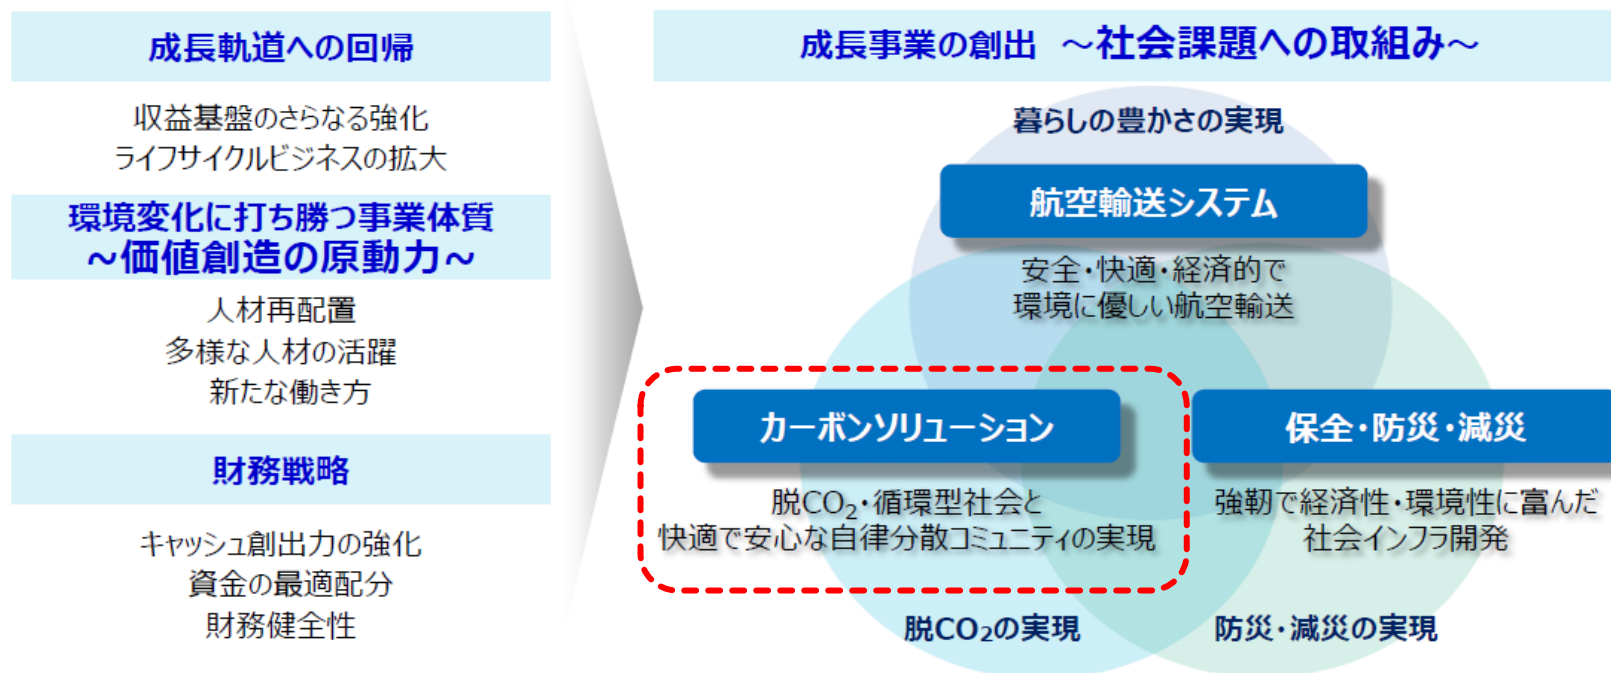 成長軌道への回帰
収益基盤のさらなる強化
ライフサイクルビジネスの拡大
環境変化に打ち勝つ事業体質
～価値創造の原動力～
人材再配置
多様な人材の活躍
新たな働き方
財務戦略
キャッシュ創出力の強化
資金の最適配分
財務健全性
成長事業の創出 ～社会課題への取組み～
暮らしの豊かさの実現
航空輸送システム
安全・快適・経済的で
環境に優しい航空輸送
カーボンソリューション
脱CO₂・循環型社会と
快適で安心な自律分散コミュニティの実現
脱CO₂の実現
保全・防災・減災
強靭で経済性・環境性に富んだ
社会インフラ開発
防災・減災の実現